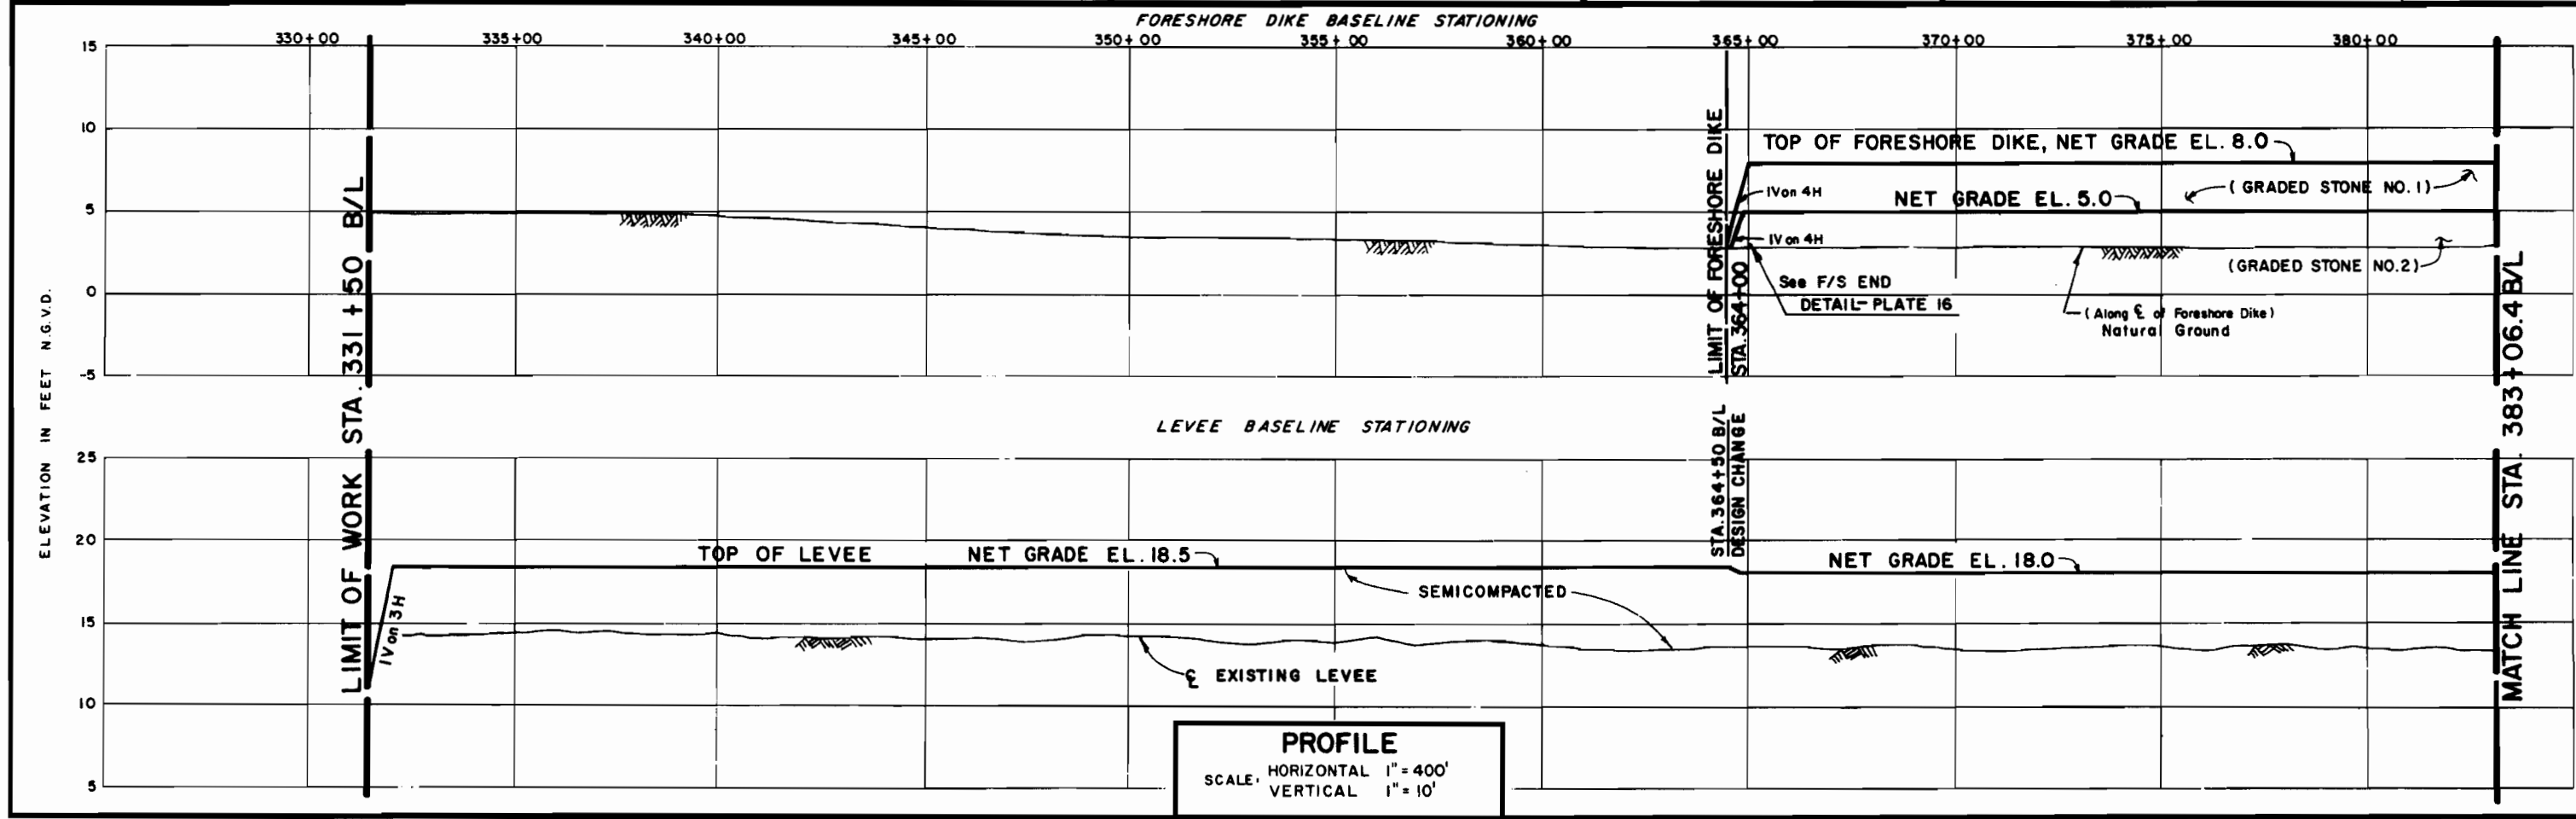 FORESHORE DIKE BASELINE STATIONING
330+00 335+00 340+00 345+00 350+00 355+00 360+00 365+00 370+00 375+00 380+00
15
10
5
0
-5
ELEVATION IN FEET N.G.V.D.
LIMIT OF WORK STA. 331+50 B/L
LIMIT OF FORESHORE DIKE
STA. 364+00
TOP OF FORESHORE DIKE, NET GRADE EL. 8.0
1V on 4H
(GRADED STONE NO. 1)
NET GRADE EL. 5.0
1V on 4H
(GRADED STONE NO. 2)
See F/S END
DETAIL-PLATE 16
(Along ℄ of Foreshore Dike)
Natural Ground
MATCH LINE STA. 383+06.4 B/L
LEVEE BASELINE STATIONING
STA. 364+50 B/L
DESIGN CHANGE
25
20
15
10
5
TOP OF LEVEE NET GRADE EL. 18.5
NET GRADE EL. 18.0
SEMICOMPACTED
1V on 3H
℄ EXISTING LEVEE
PROFILE
SCALE: HORIZONTAL 1" = 400'
VERTICAL 1" = 10'